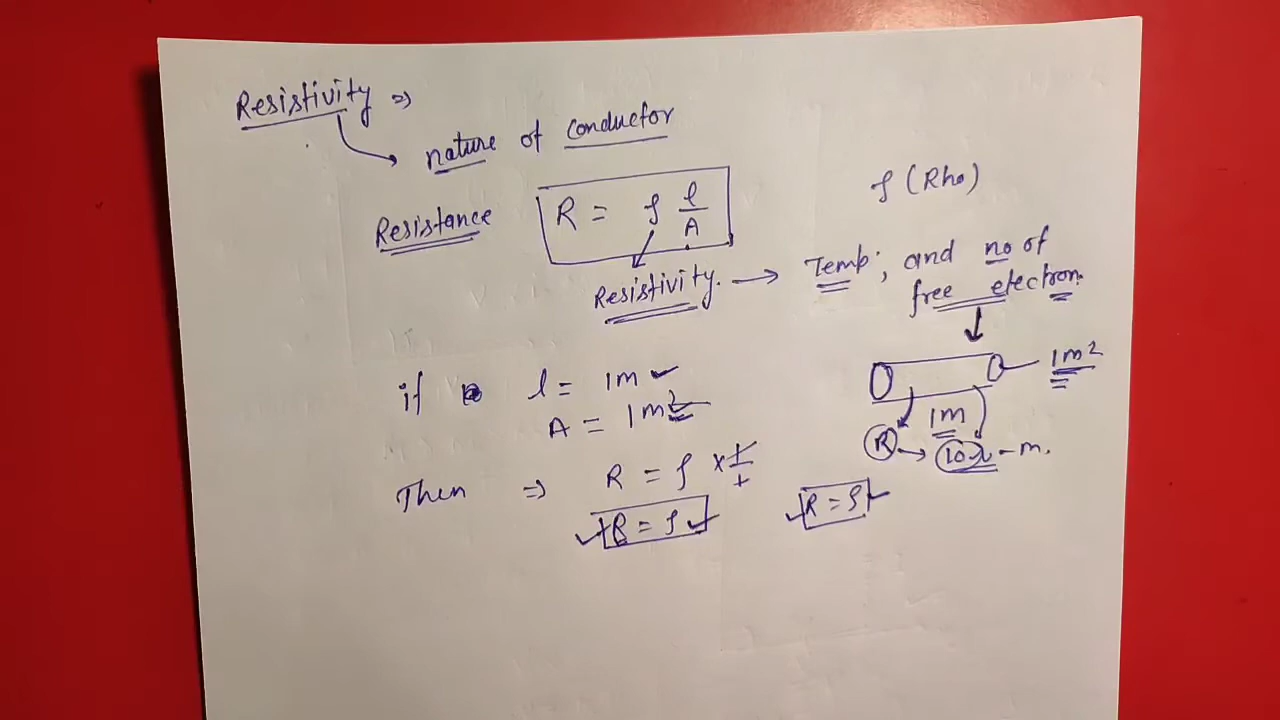 Resistivity ⇒
nature of conductor
Resistance R = ρ l/A
ρ (Rho)
Resistivity. → Temp; and no of
free electron.
1m²
1m
R → 10Ω-m.
if l = 1m ✓
A = 1m²
Then ⇒ R = ρ × 1/1
✓ R = ρ ✓
✓ R = ρ ✓